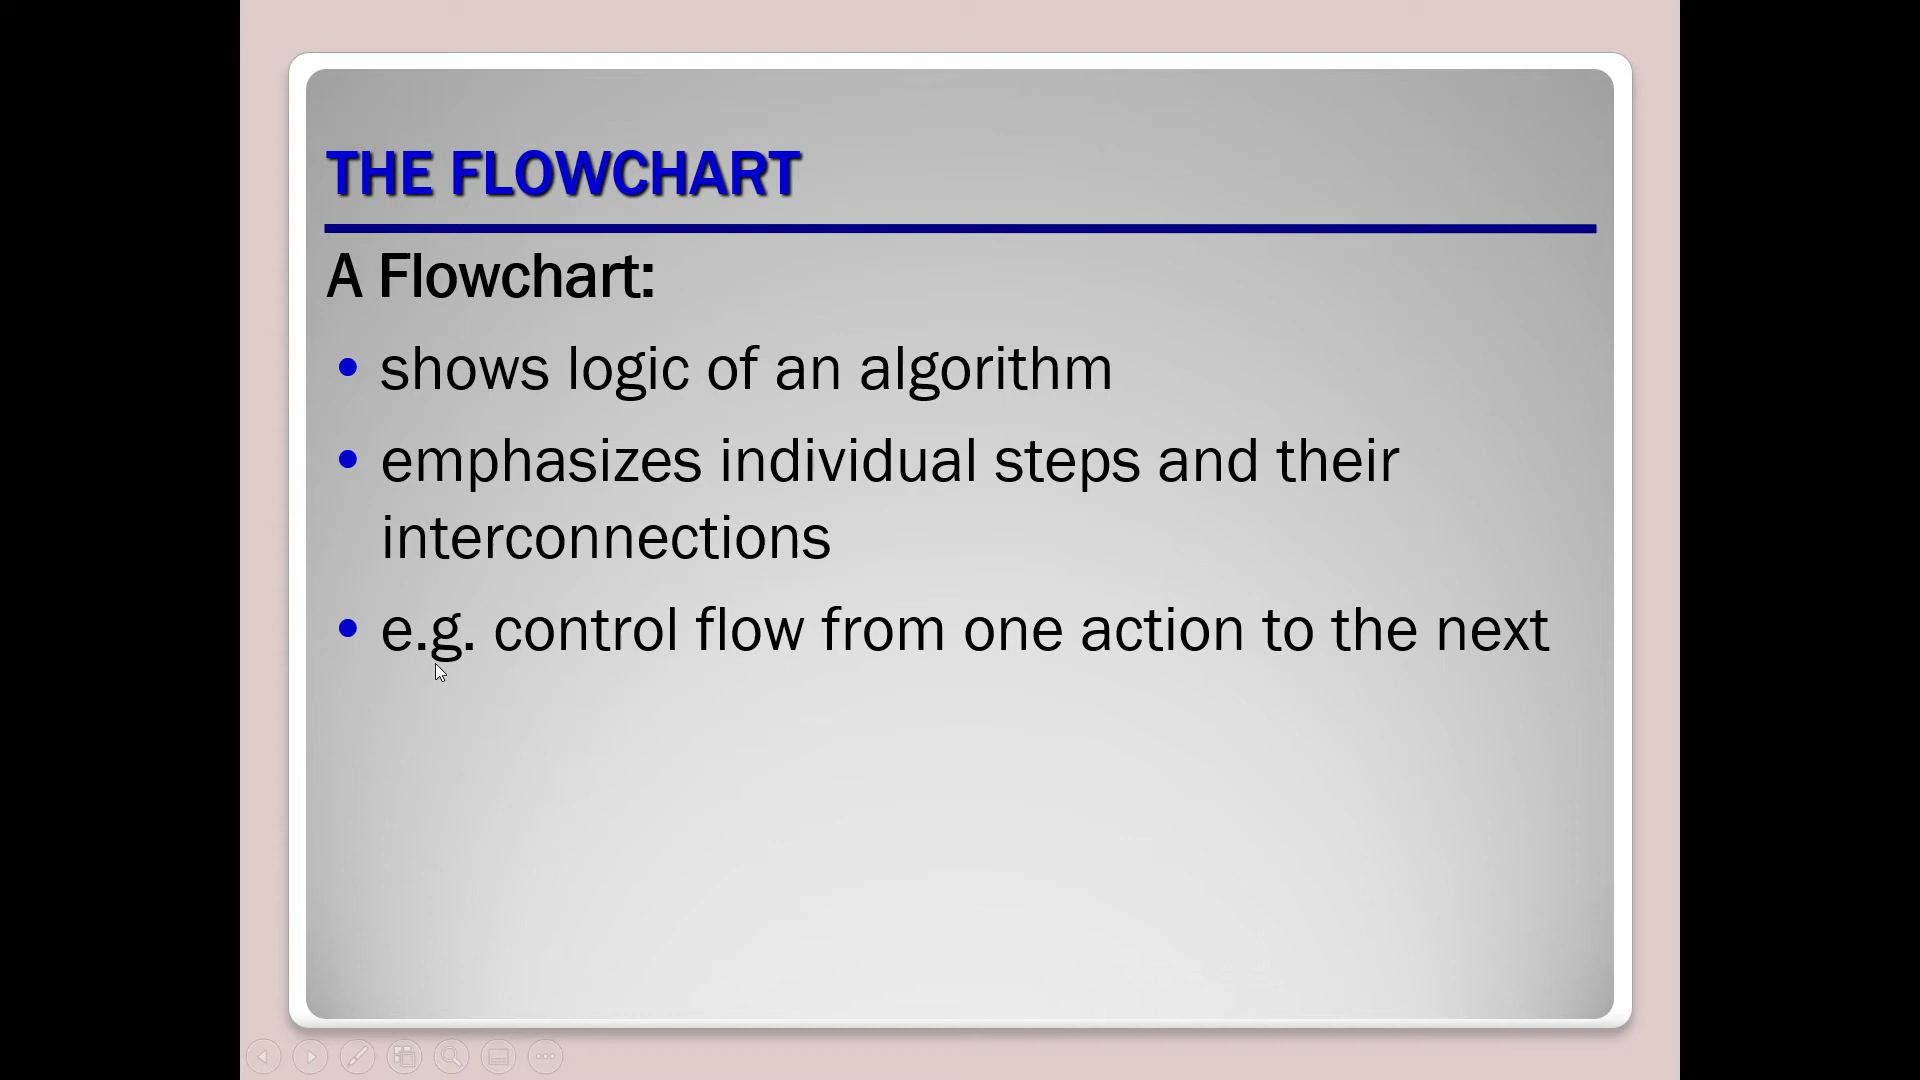 THE FLOWCHART
A Flowchart:
• shows logic of an algorithm
• emphasizes individual steps and their
interconnections
• e.g. control flow from one action to the next